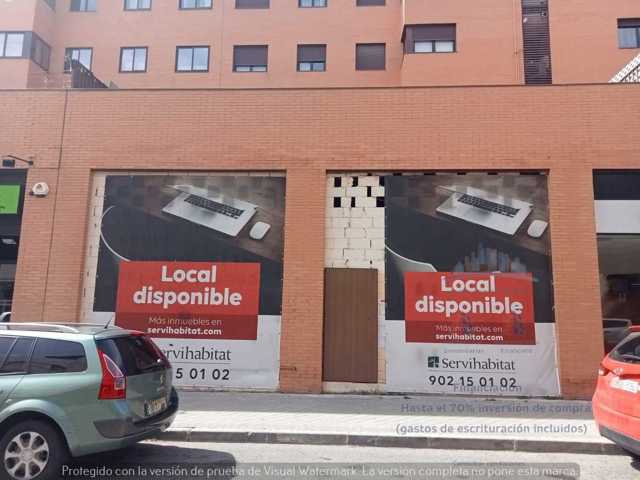 Local
disponible
Más inmuebles en
servihabitat.com
Servihabitat
902 15 01 02
Local
disponible
Más inmuebles en
servihabitat.com
Servihabitat
902 15 01 02
Financiación
Hasta el 70% inversión de compra
(gastos de escrituración incluidos)
Protegido con la versión de prueba de Visual Watermark. La versión completa no pone esta marca.